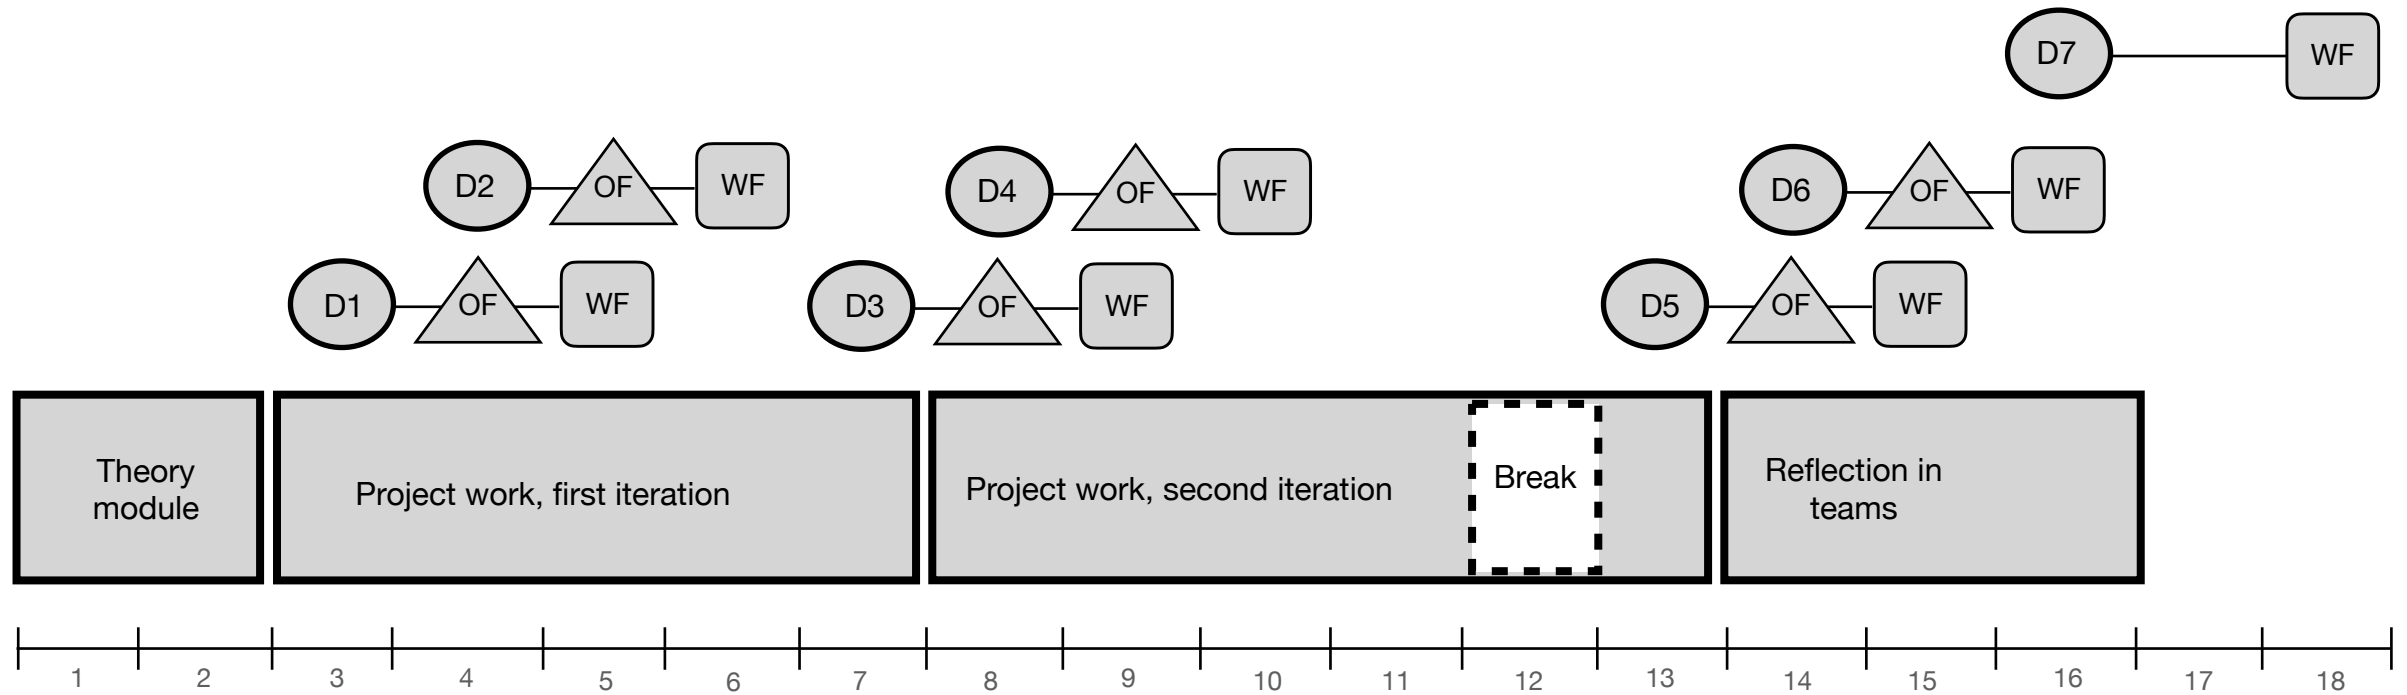 D7
WF
D2
OF
WF
D4
OF
WF
D6
OF
WF
D1
OF
WF
D3
OF
WF
D5
OF
WF
Theory
module
Project work, first iteration
Project work, second iteration
Break
Reflection in
teams
1
2
3
4
5
6
7
8
9
10
11
12
13
14
15
16
17
18